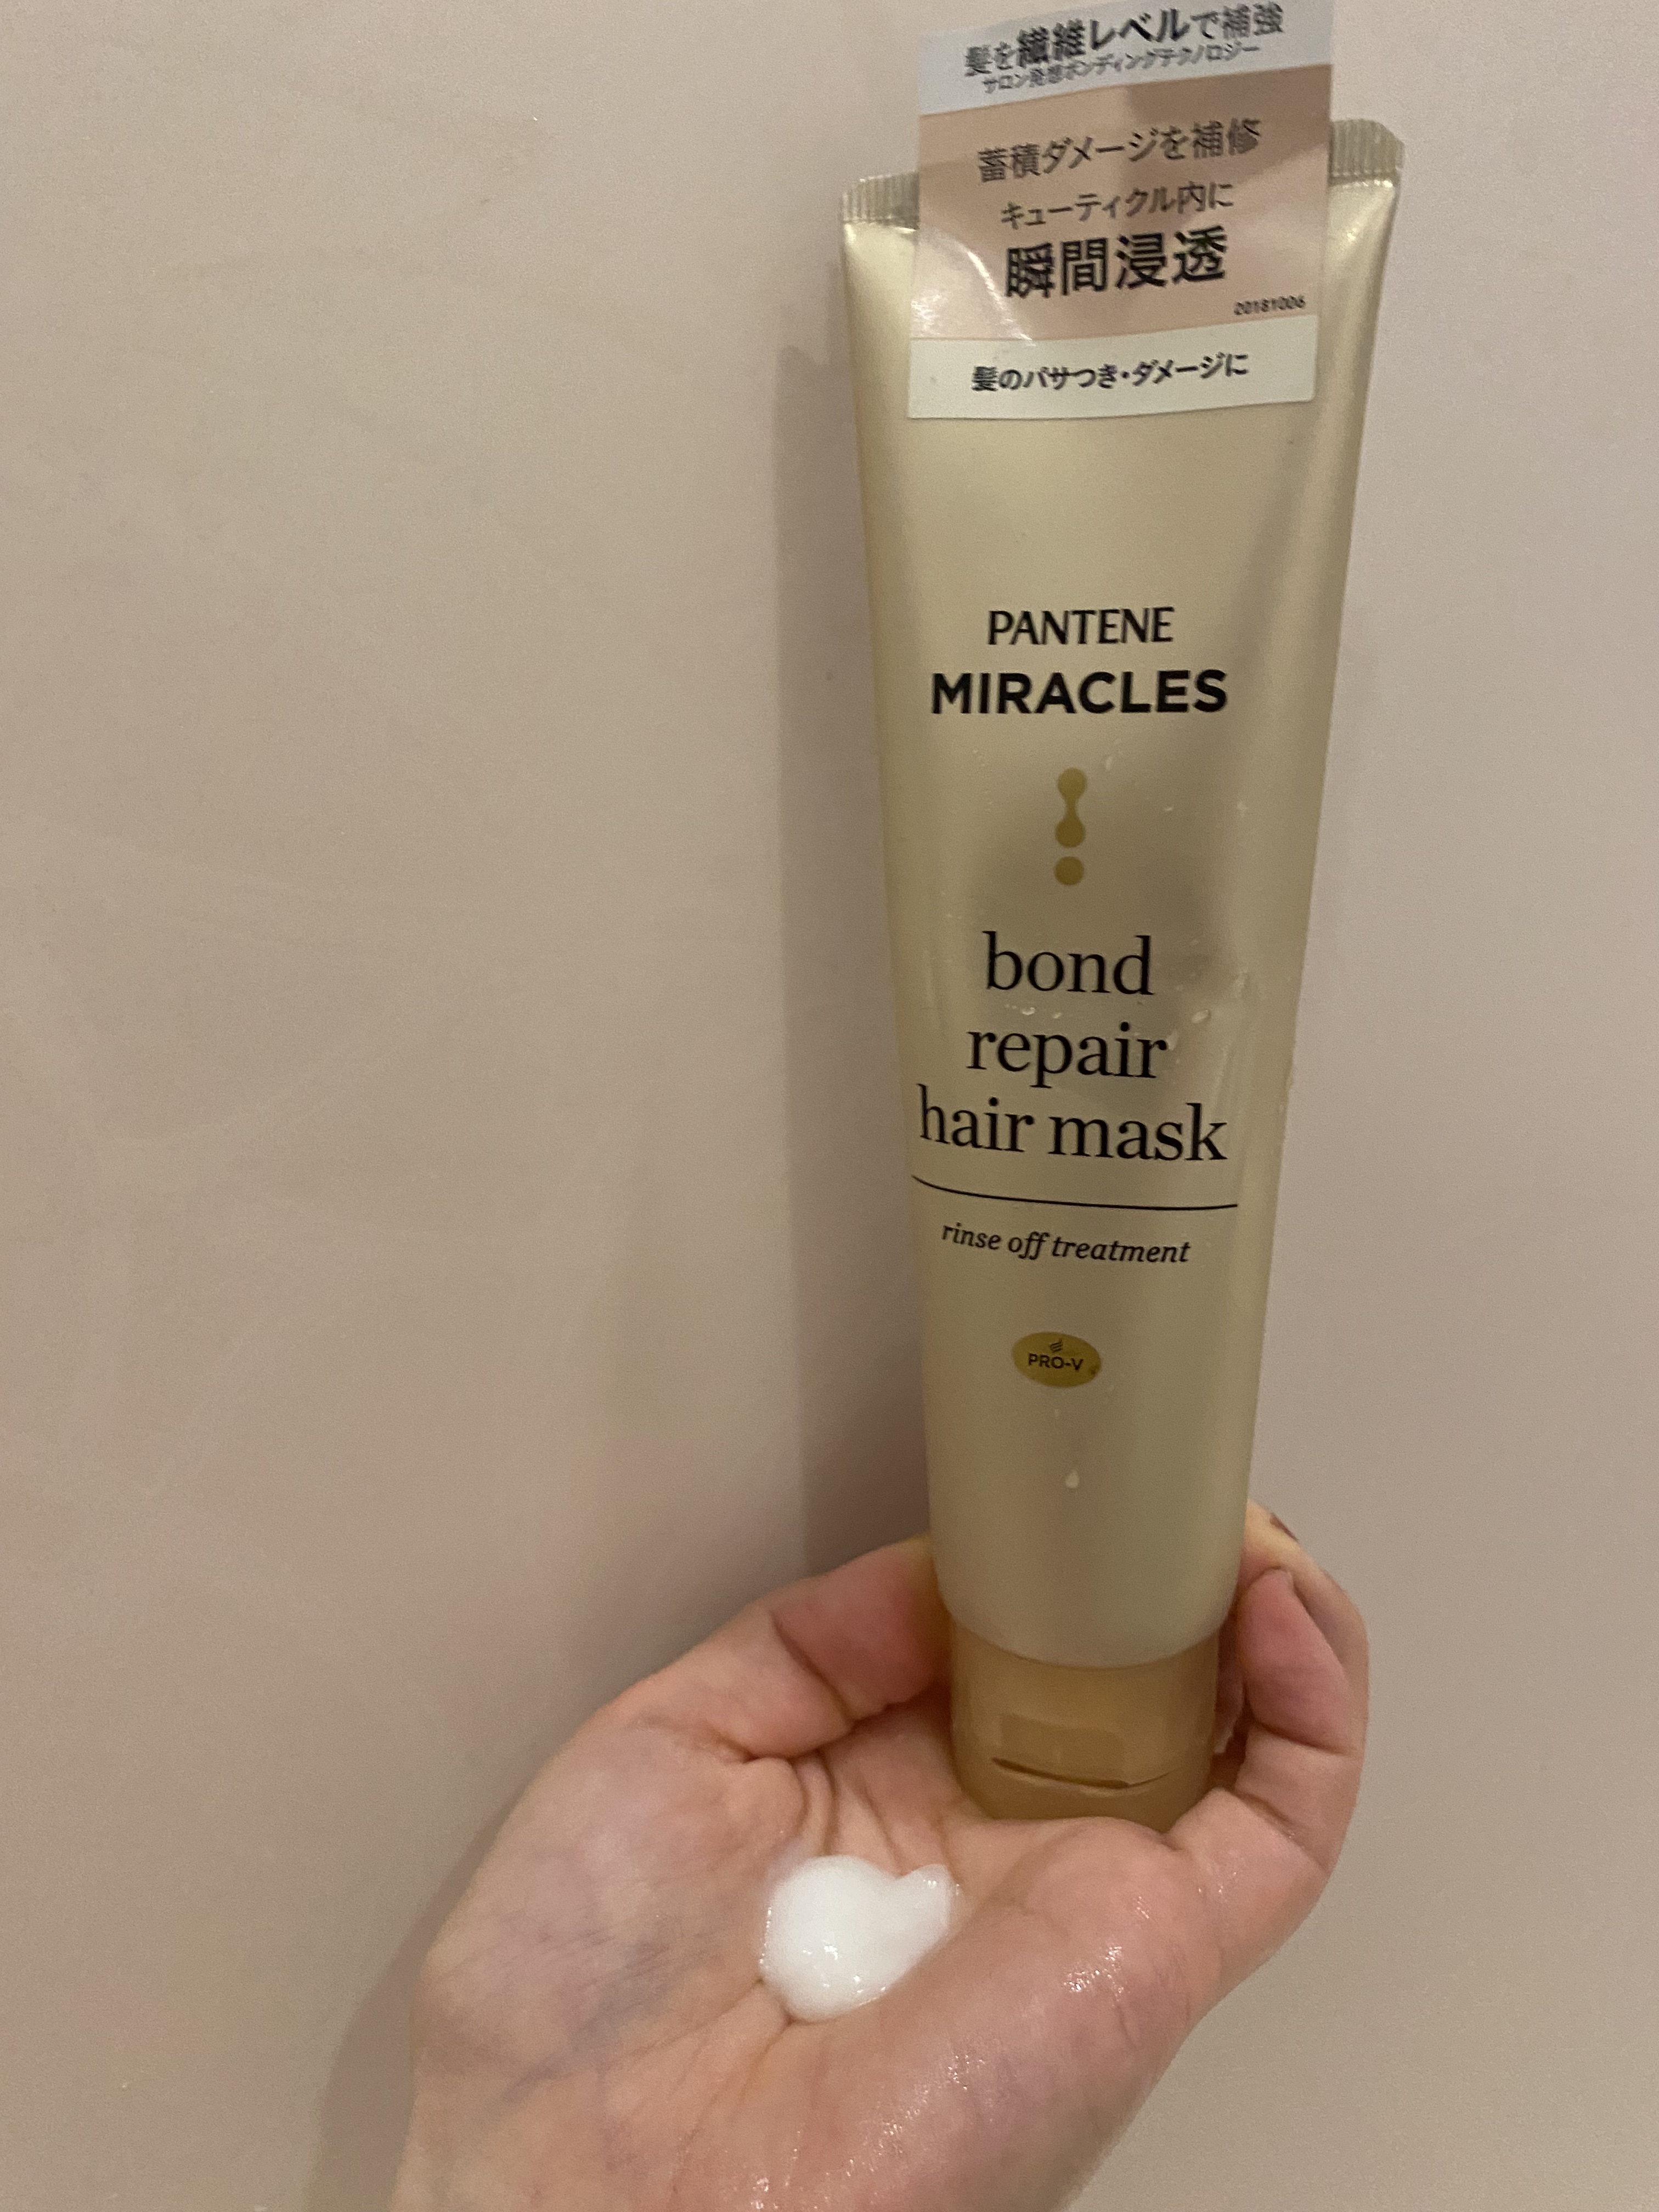 髪を繊維レベルで補強
サロン発想ボンディングテクノロジー
蓄積ダメージを補修
キューティクル内に
瞬間浸透
20181006
髪のパサつき・ダメージに
PANTENE
MIRACLES
bond
repair
hair mask
rinse off treatment
PRO-V